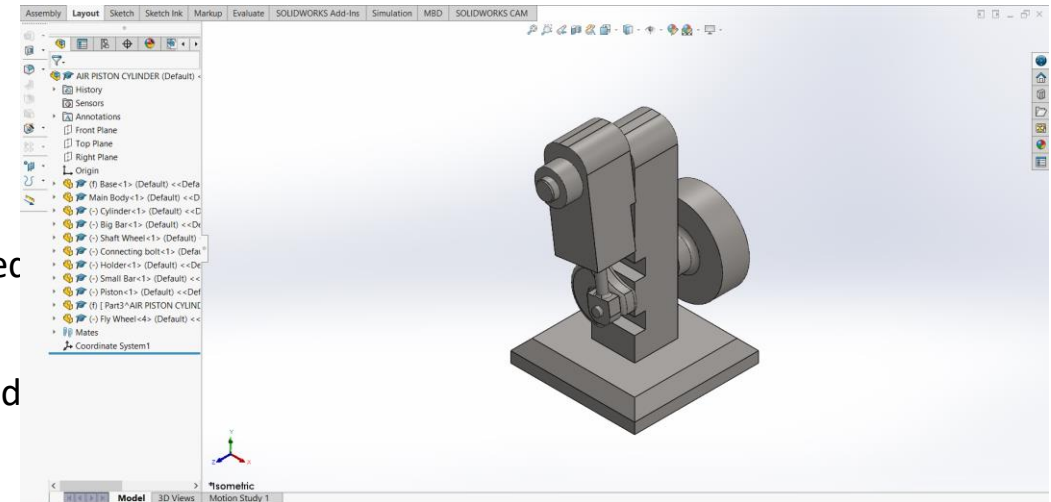 Assembly Layout Sketch Sketch Ink Markup Evaluate SOLIDWORKS Add-Ins Simulation MBD SOLIDWORKS CAM
AIR PISTON CYLINDER (Default)
History
Sensors
Annotations
Front Plane
Top Plane
Right Plane
Origin
(f) Base<1> (Default) <<Defa
Main Body<1> (Default) <<D
(-) Cylinder<1> (Default) <<D
(-) Big Bar<1> (Default) <<De
(-) Shaft Wheel<1> (Default)
(-) Connecting bolt<1> (Defau
ed
(-) Holder<1> (Default) <<De
(-) Small Bar<1> (Default) <<
(-) Piston<1> (Default) <<Def
(f) [ Part3^AIR PISTON CYLIND
(-) Fly Wheel<4> (Default) <<
Mates
Coordinate System1
d
Y
Z X
*Isometric
Model 3D Views Motion Study 1